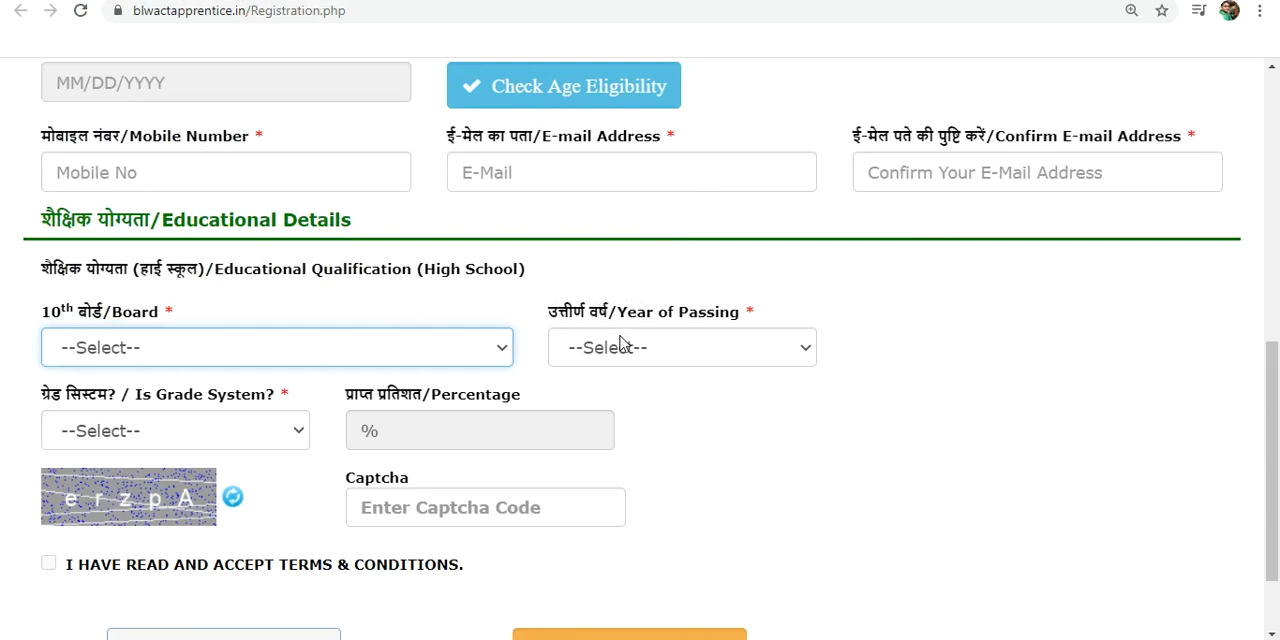 blwactapprentice.in/Registration.php
MM/DD/YYYY
Check Age Eligibility
मोबाइल नंबर/Mobile Number *
ई-मेल का पता/E-mail Address *
ई-मेल पते की पुष्टि करें/Confirm E-mail Address *
Mobile No
E-Mail
Confirm Your E-Mail Address
शैक्षिक योग्यता/Educational Details
शैक्षिक योग्यता (हाई स्कूल)/Educational Qualification (High School)
10th बोर्ड/Board *
उत्तीर्ण वर्ष/Year of Passing *
--Select--
--Select--
ग्रेड सिस्टम? / Is Grade System? *
प्राप्त प्रतिशत/Percentage
--Select--
%
Captcha
e r z p A
Enter Captcha Code
I HAVE READ AND ACCEPT TERMS & CONDITIONS.